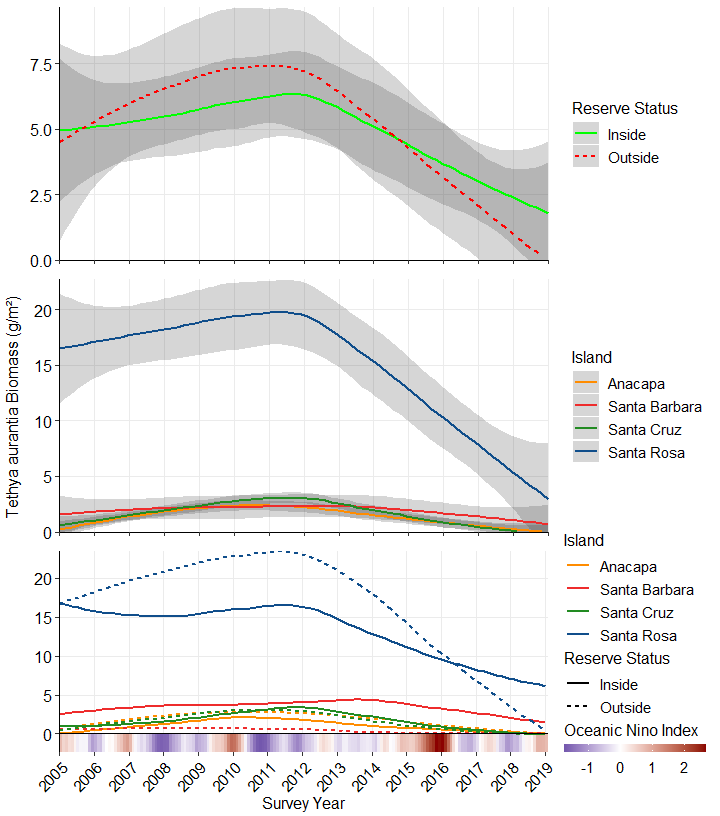 7.5
5.0
2.5
0.0
Reserve Status
Inside
Outside
Tethya aurantia Biomass (g/m²)
20
15
10
5
0
Island
Anacapa
Santa Barbara
Santa Cruz
Santa Rosa
20
15
10
5
0
Island
Anacapa
Santa Barbara
Santa Cruz
Santa Rosa
Reserve Status
Inside
Outside
Oceanic Nino Index
-1 0 1 2
2005 2006 2007 2008 2009 2010 2011 2012 2013 2014 2015 2016 2017 2018 2019
Survey Year